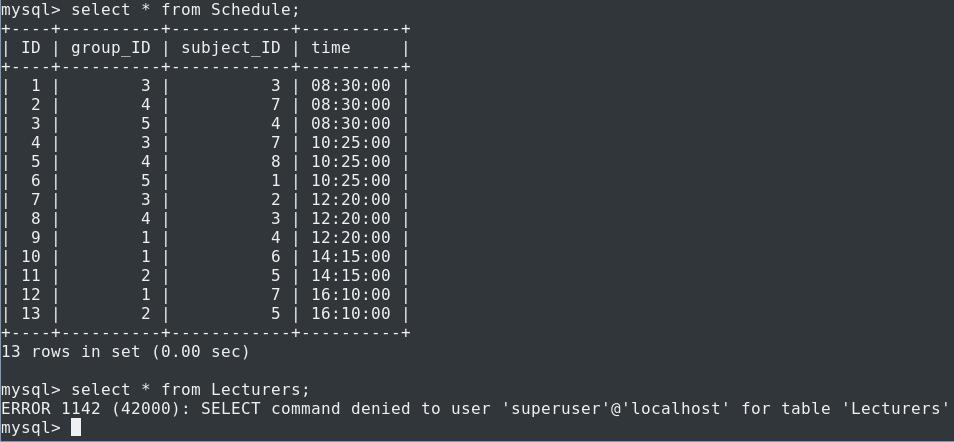 mysql> select * from Schedule;
+----+----------+------------+----------+
| ID | group_ID | subject_ID | time     |
+----+----------+------------+----------+
|  1 |        3 |          3 | 08:30:00 |
|  2 |        4 |          7 | 08:30:00 |
|  3 |        5 |          4 | 08:30:00 |
|  4 |        3 |          7 | 10:25:00 |
|  5 |        4 |          8 | 10:25:00 |
|  6 |        5 |          1 | 10:25:00 |
|  7 |        3 |          2 | 12:20:00 |
|  8 |        4 |          3 | 12:20:00 |
|  9 |        1 |          4 | 12:20:00 |
| 10 |        1 |          6 | 14:15:00 |
| 11 |        2 |          5 | 14:15:00 |
| 12 |        1 |          7 | 16:10:00 |
| 13 |        2 |          5 | 16:10:00 |
+----+----------+------------+----------+
13 rows in set (0.00 sec)

mysql> select * from Lecturers;
ERROR 1142 (42000): SELECT command denied to user 'superuser'@'localhost' for table 'Lecturers'
mysql>